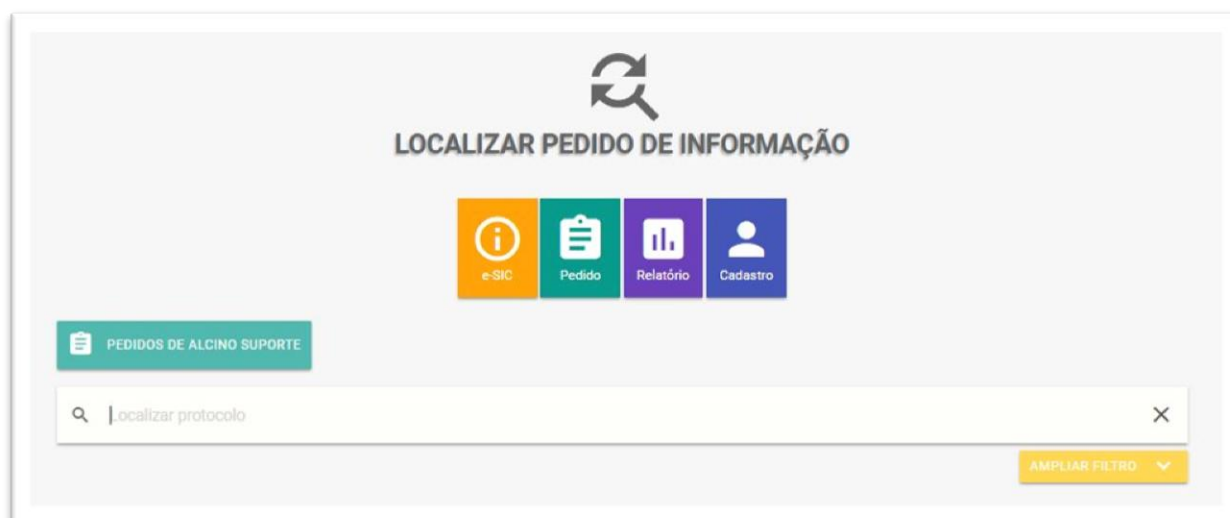 LOCALIZAR PEDIDO DE INFORMAÇÃO
e-SIC
Pedido
Relatório
Cadastro
PEDIDOS DE ALCINO SUPORTE
Localizar protocolo
AMPLIAR FILTRO